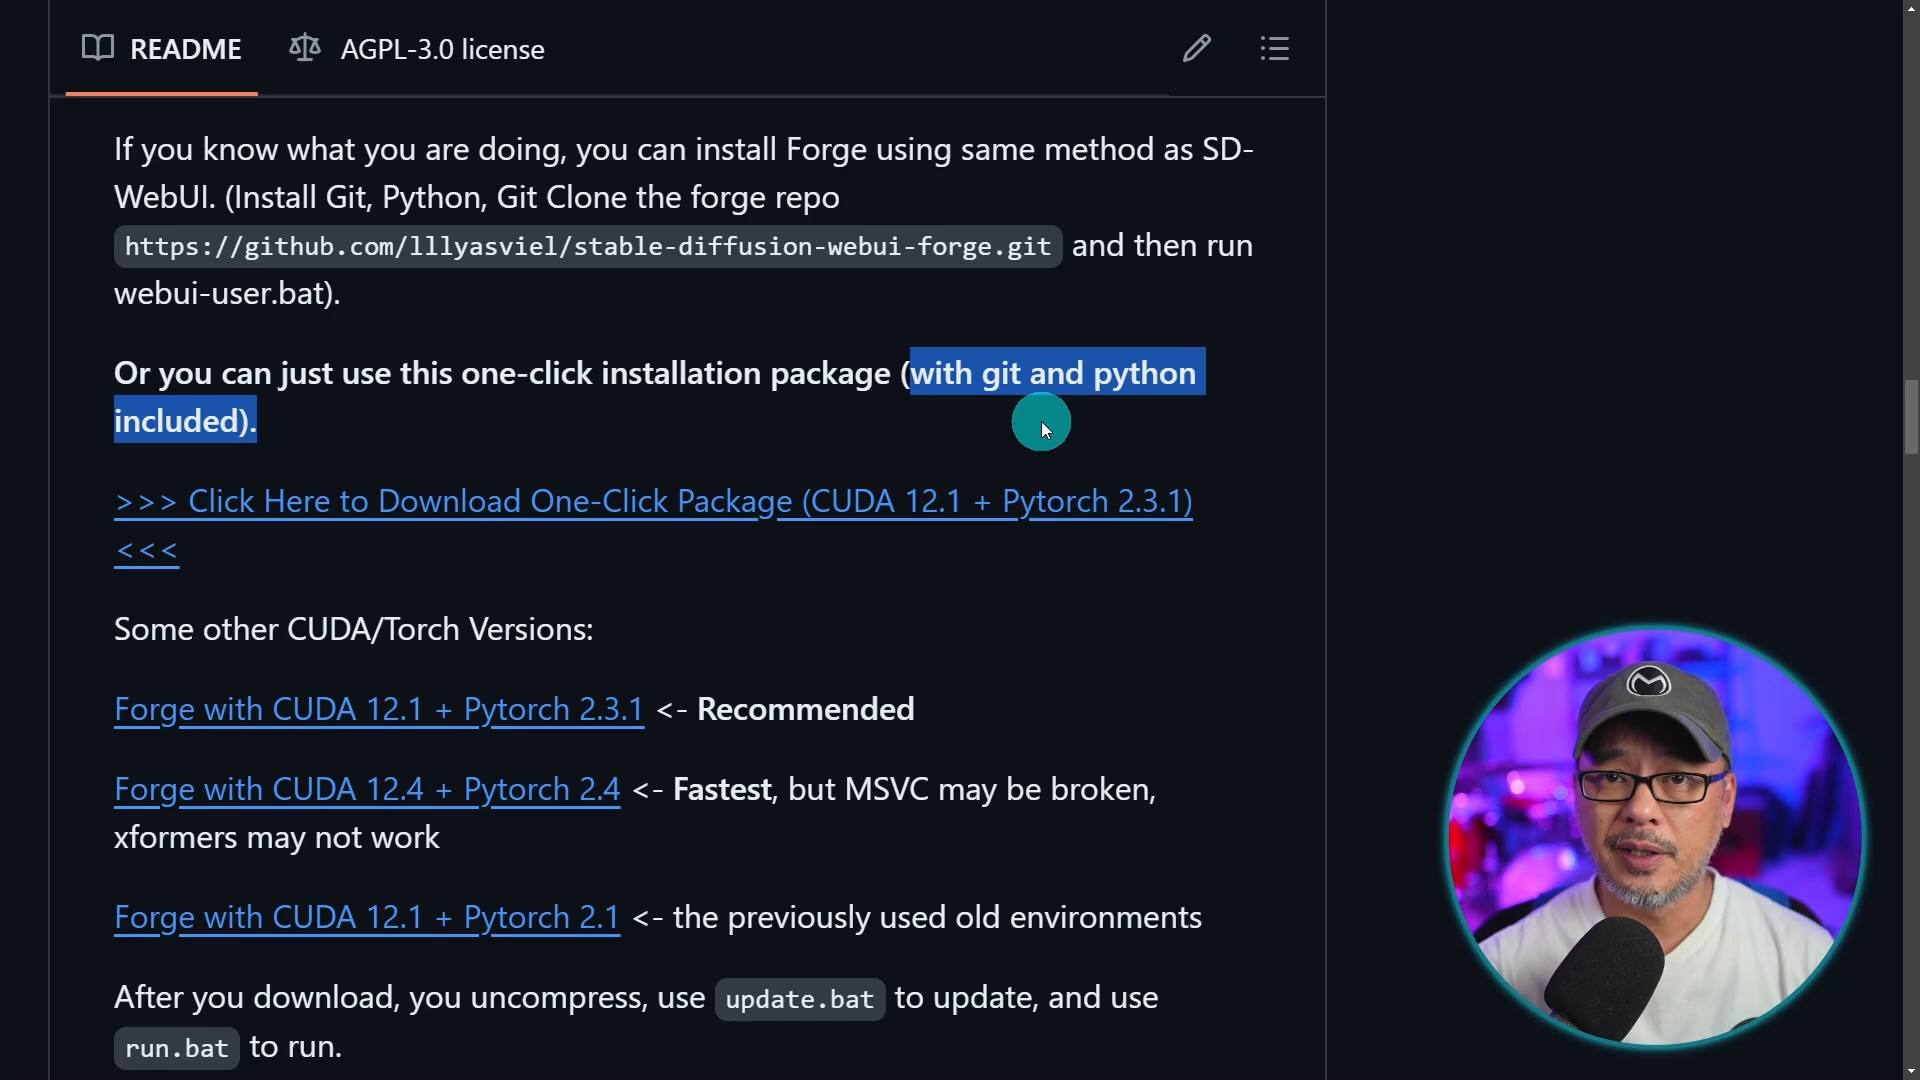 README AGPL-3.0 license
If you know what you are doing, you can install Forge using same method as SD-
WebUI. (Install Git, Python, Git Clone the forge repo
https://github.com/lllyasviel/stable-diffusion-webui-forge.git and then run
webui-user.bat).
Or you can just use this one-click installation package (with git and python
included).
>>> Click Here to Download One-Click Package (CUDA 12.1 + Pytorch 2.3.1)
<<<
Some other CUDA/Torch Versions:
Forge with CUDA 12.1 + Pytorch 2.3.1 <- Recommended
Forge with CUDA 12.4 + Pytorch 2.4 <- Fastest, but MSVC may be broken,
xformers may not work
Forge with CUDA 12.1 + Pytorch 2.1 <- the previously used old environments
After you download, you uncompress, use update.bat to update, and use
run.bat to run.